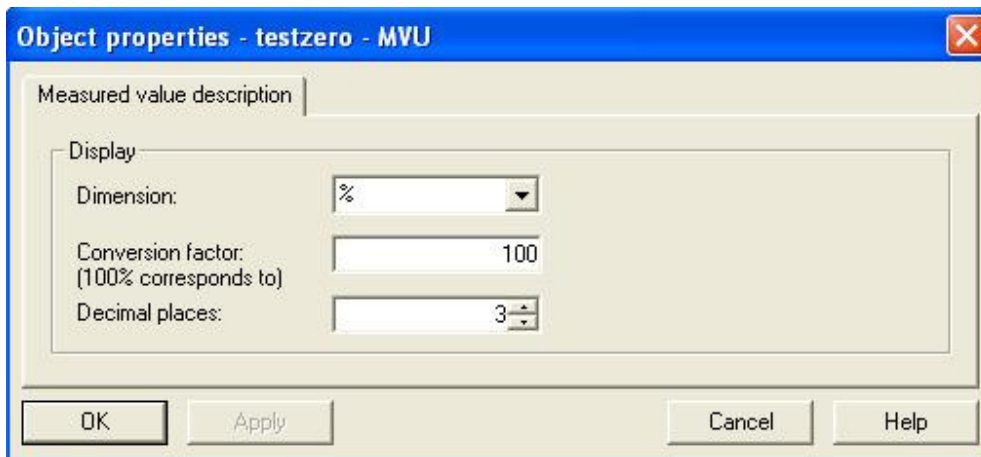 Object properties - testzero - MVU
Measured value description
Display
Dimension: %
Conversion factor: 100
(100% corresponds to)
Decimal places: 3
OK Apply Cancel Help